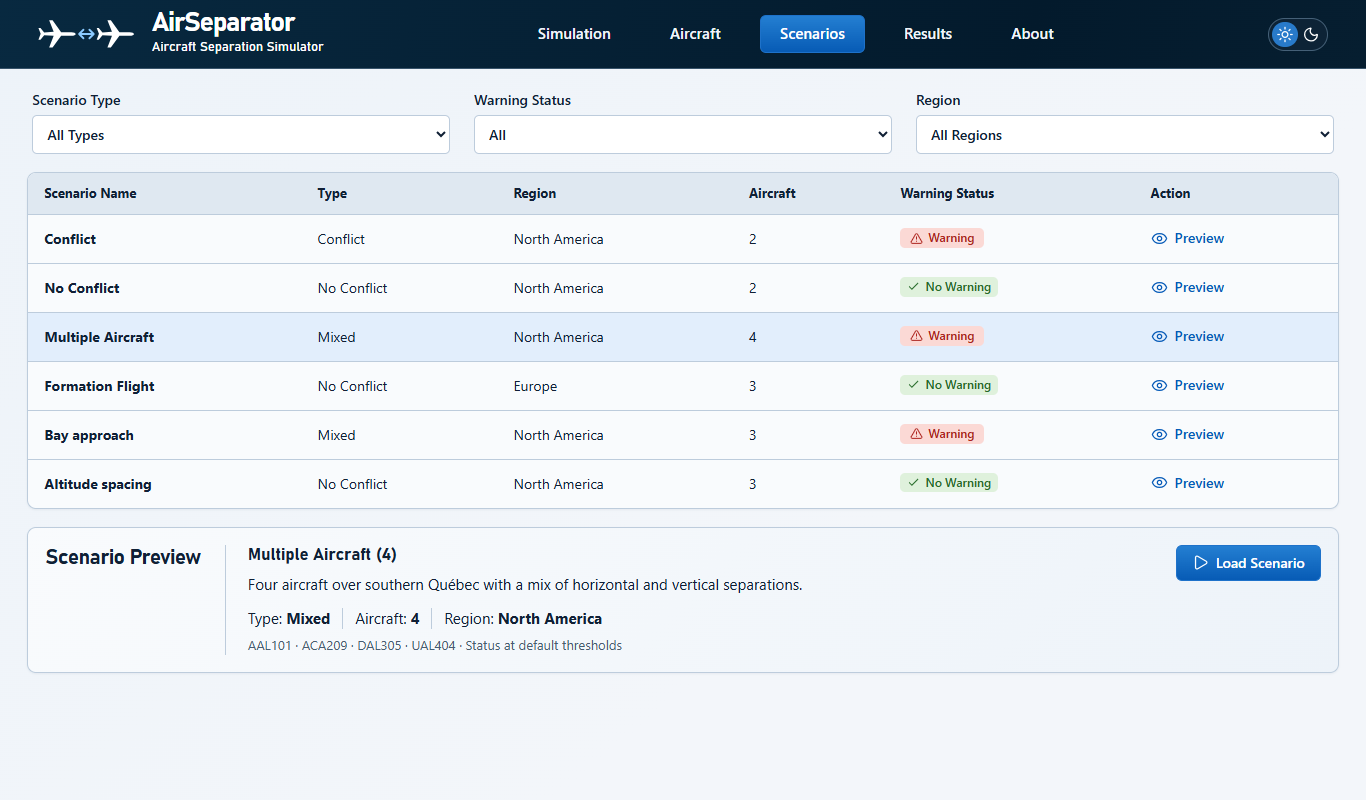 AirSeparator
Aircraft Separation Simulator
Simulation Aircraft Scenarios Results About
Scenario Type Warning Status Region
All Types All All Regions
Scenario Name Type Region Aircraft Warning Status Action
Conflict Conflict North America 2 Warning Preview
No Conflict No Conflict North America 2 No Warning Preview
Multiple Aircraft Mixed North America 4 Warning Preview
Formation Flight No Conflict Europe 3 No Warning Preview
Bay approach Mixed North America 3 Warning Preview
Altitude spacing No Conflict North America 3 No Warning Preview
Scenario Preview Multiple Aircraft (4) Load Scenario
Four aircraft over southern Québec with a mix of horizontal and vertical separations.
Type: Mixed Aircraft: 4 Region: North America
AAL101 · ACA209 · DAL305 · UAL404 · Status at default thresholds